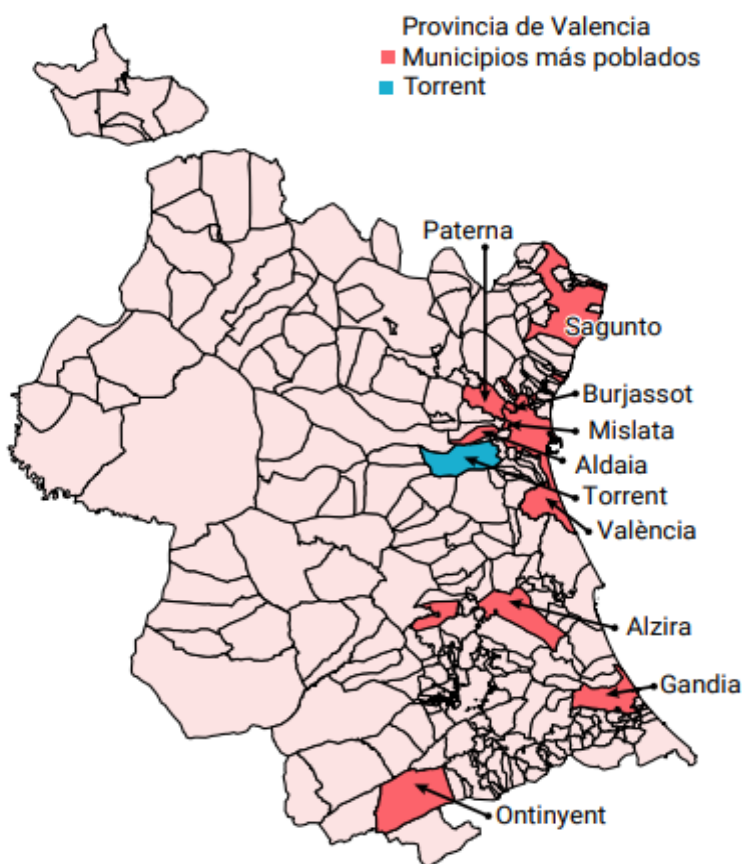 Provincia de Valencia
Municipios más poblados
Torrent
Paterna
Sagunto
Burjassot
Mislata
Aldaia
Torrent
València
Alzira
Gandia
Ontinyent